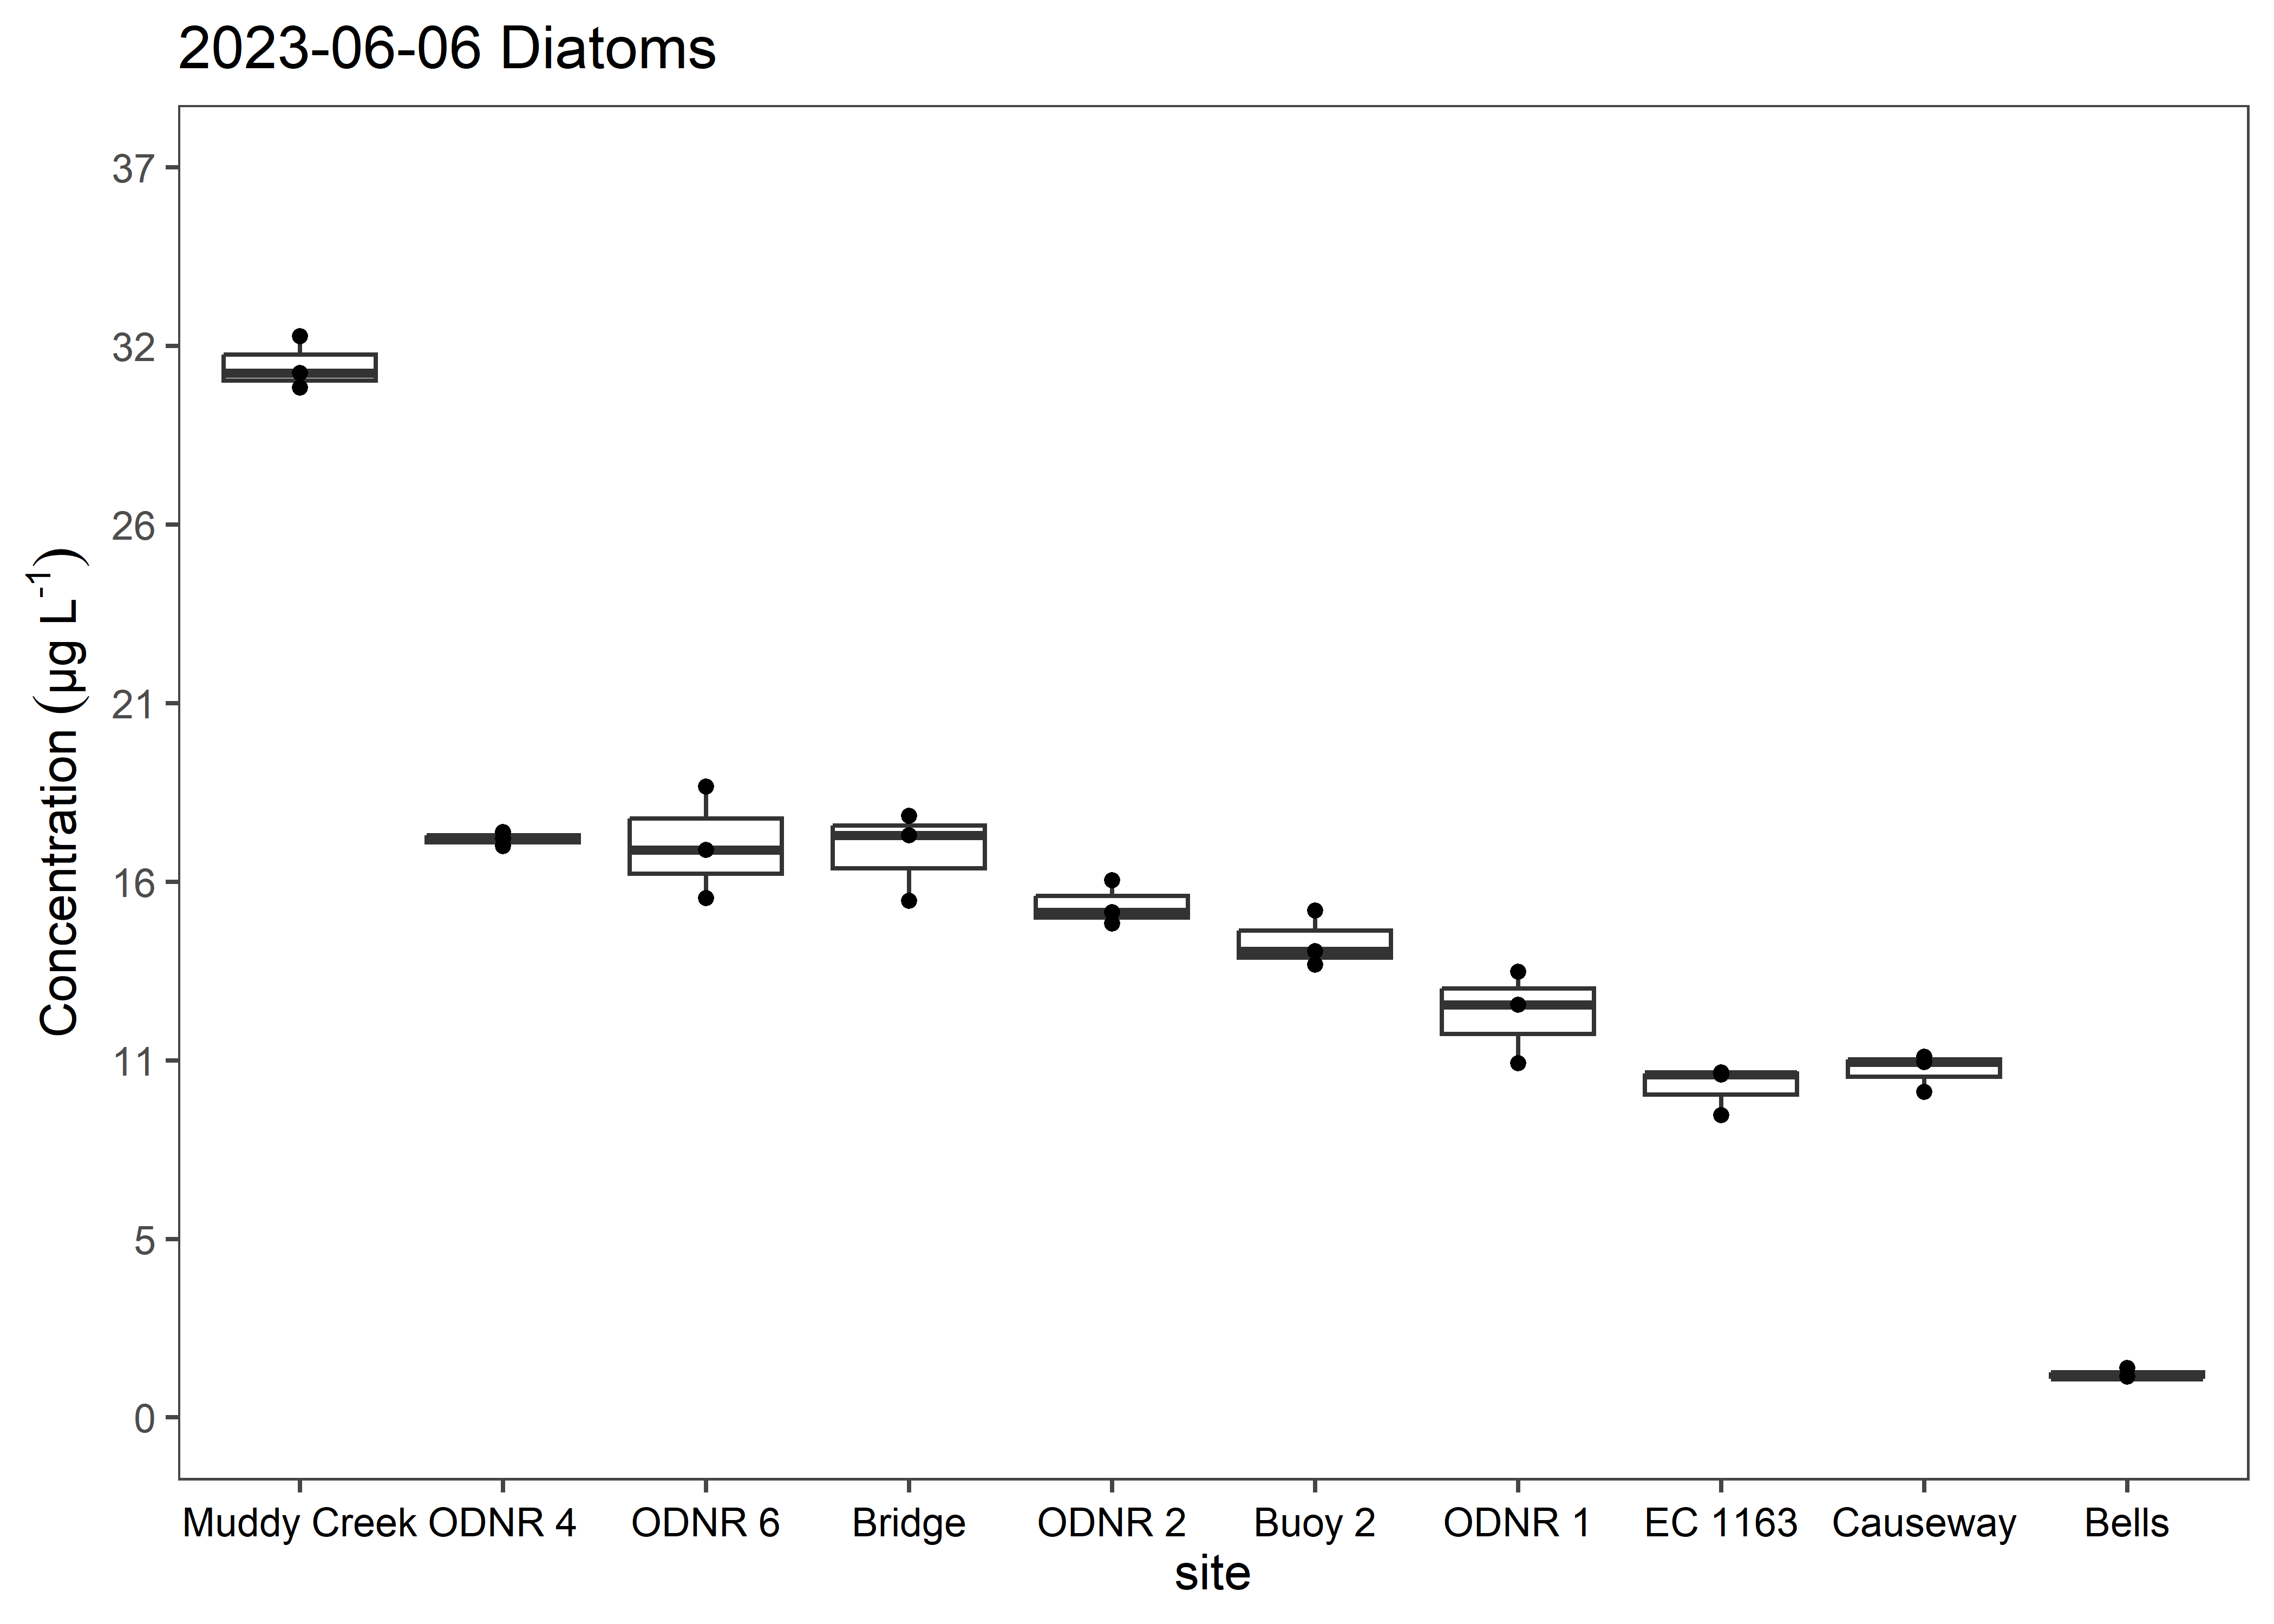 2023-06-06 Diatoms
Concentration (µg L⁻¹)
37
32
26
21
16
11
5
0
Muddy Creek ODNR 4 ODNR 6 Bridge ODNR 2 Buoy 2 ODNR 1 EC 1163 Causeway Bells
site